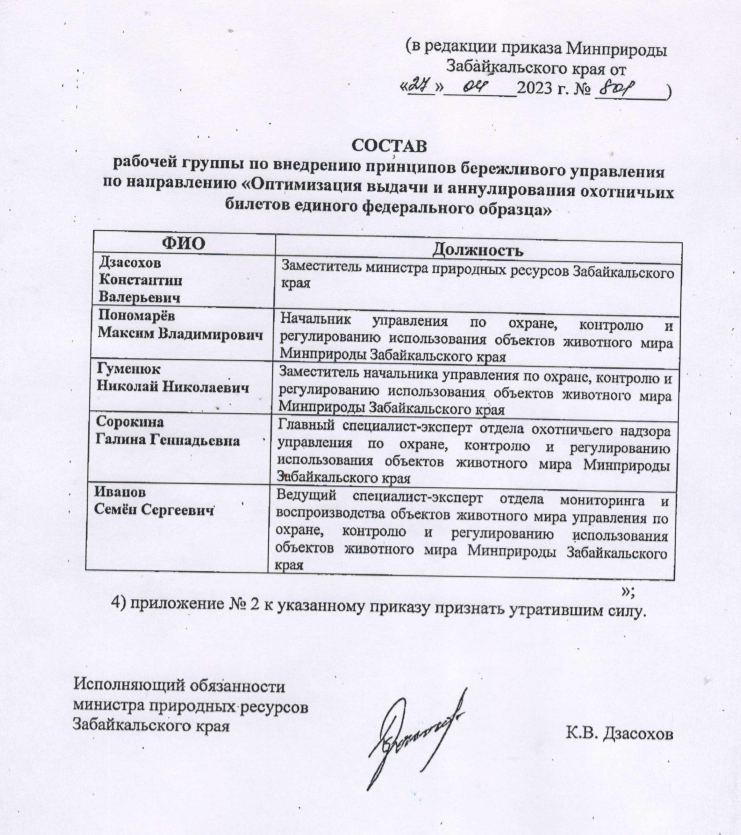 (в редакции приказа Минприроды
Забайкальского края от
«27» 04 2023 г. № 801)
СОСТАВ
рабочей группы по внедрению принципов бережливого управления
по направлению «Оптимизация выдачи и аннулирования охотничьих
билетов единого федерального образца»
ФИО
Должность
Дзасохов
Константин
Валерьевич
Заместитель министра природных ресурсов Забайкальского
края
Пономарёв
Максим Владимирович
Начальник управления по охране, контролю и
регулированию использования объектов животного мира
Минприроды Забайкальского края
Гуменюк
Николай Николаевич
Заместитель начальника управления по охране, контролю и
регулированию использования объектов животного мира
Минприроды Забайкальского края
Сорокина
Галина Геннадьевна
Главный специалист-эксперт отдела охотничьего надзора
управления по охране, контролю и регулированию
использования объектов животного мира Минприроды
Забайкальского края
Иванов
Семён Сергеевич
Ведущий специалист-эксперт отдела мониторинга и
воспроизводства объектов животного мира управления по
охране, контролю и регулированию использования
объектов животного мира Минприроды Забайкальского
края
»;
4) приложение № 2 к указанному приказу признать утратившим силу.
Исполняющий обязанности
министра природных ресурсов
Забайкальского края
К.В. Дзасохов